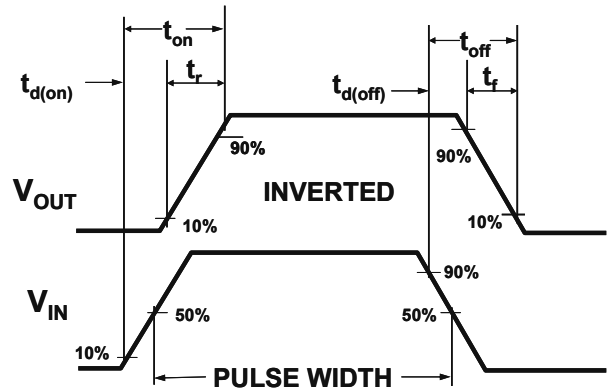 t_on
t_off
t_d(on)
t_r
t_d(off)
t_f
90%
90%
V_OUT
INVERTED
10%
10%
90%
V_IN
50%
50%
10%
PULSE WIDTH